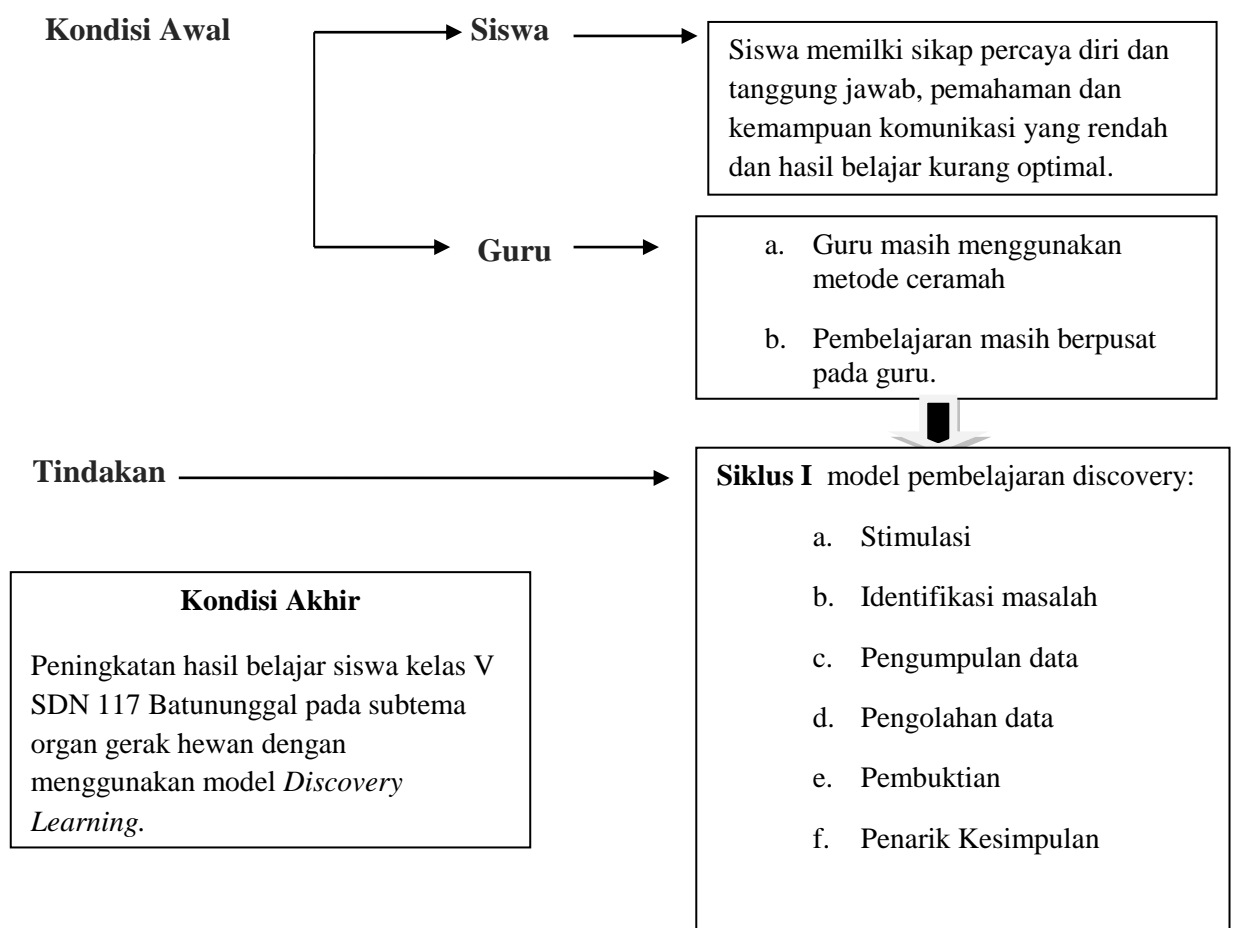 Kondisi Awal
Siswa
Siswa memilki sikap percaya diri dan
tanggung jawab, pemahaman dan
kemampuan komunikasi yang rendah
dan hasil belajar kurang optimal.
Guru
a. Guru masih menggunakan
metode ceramah
b. Pembelajaran masih berpusat
pada guru.
Tindakan
Siklus I model pembelajaran discovery:
a. Stimulasi
b. Identifikasi masalah
c. Pengumpulan data
d. Pengolahan data
e. Pembuktian
f. Penarik Kesimpulan
Kondisi Akhir
Peningkatan hasil belajar siswa kelas V
SDN 117 Batununggal pada subtema
organ gerak hewan dengan
menggunakan model Discovery
Learning.